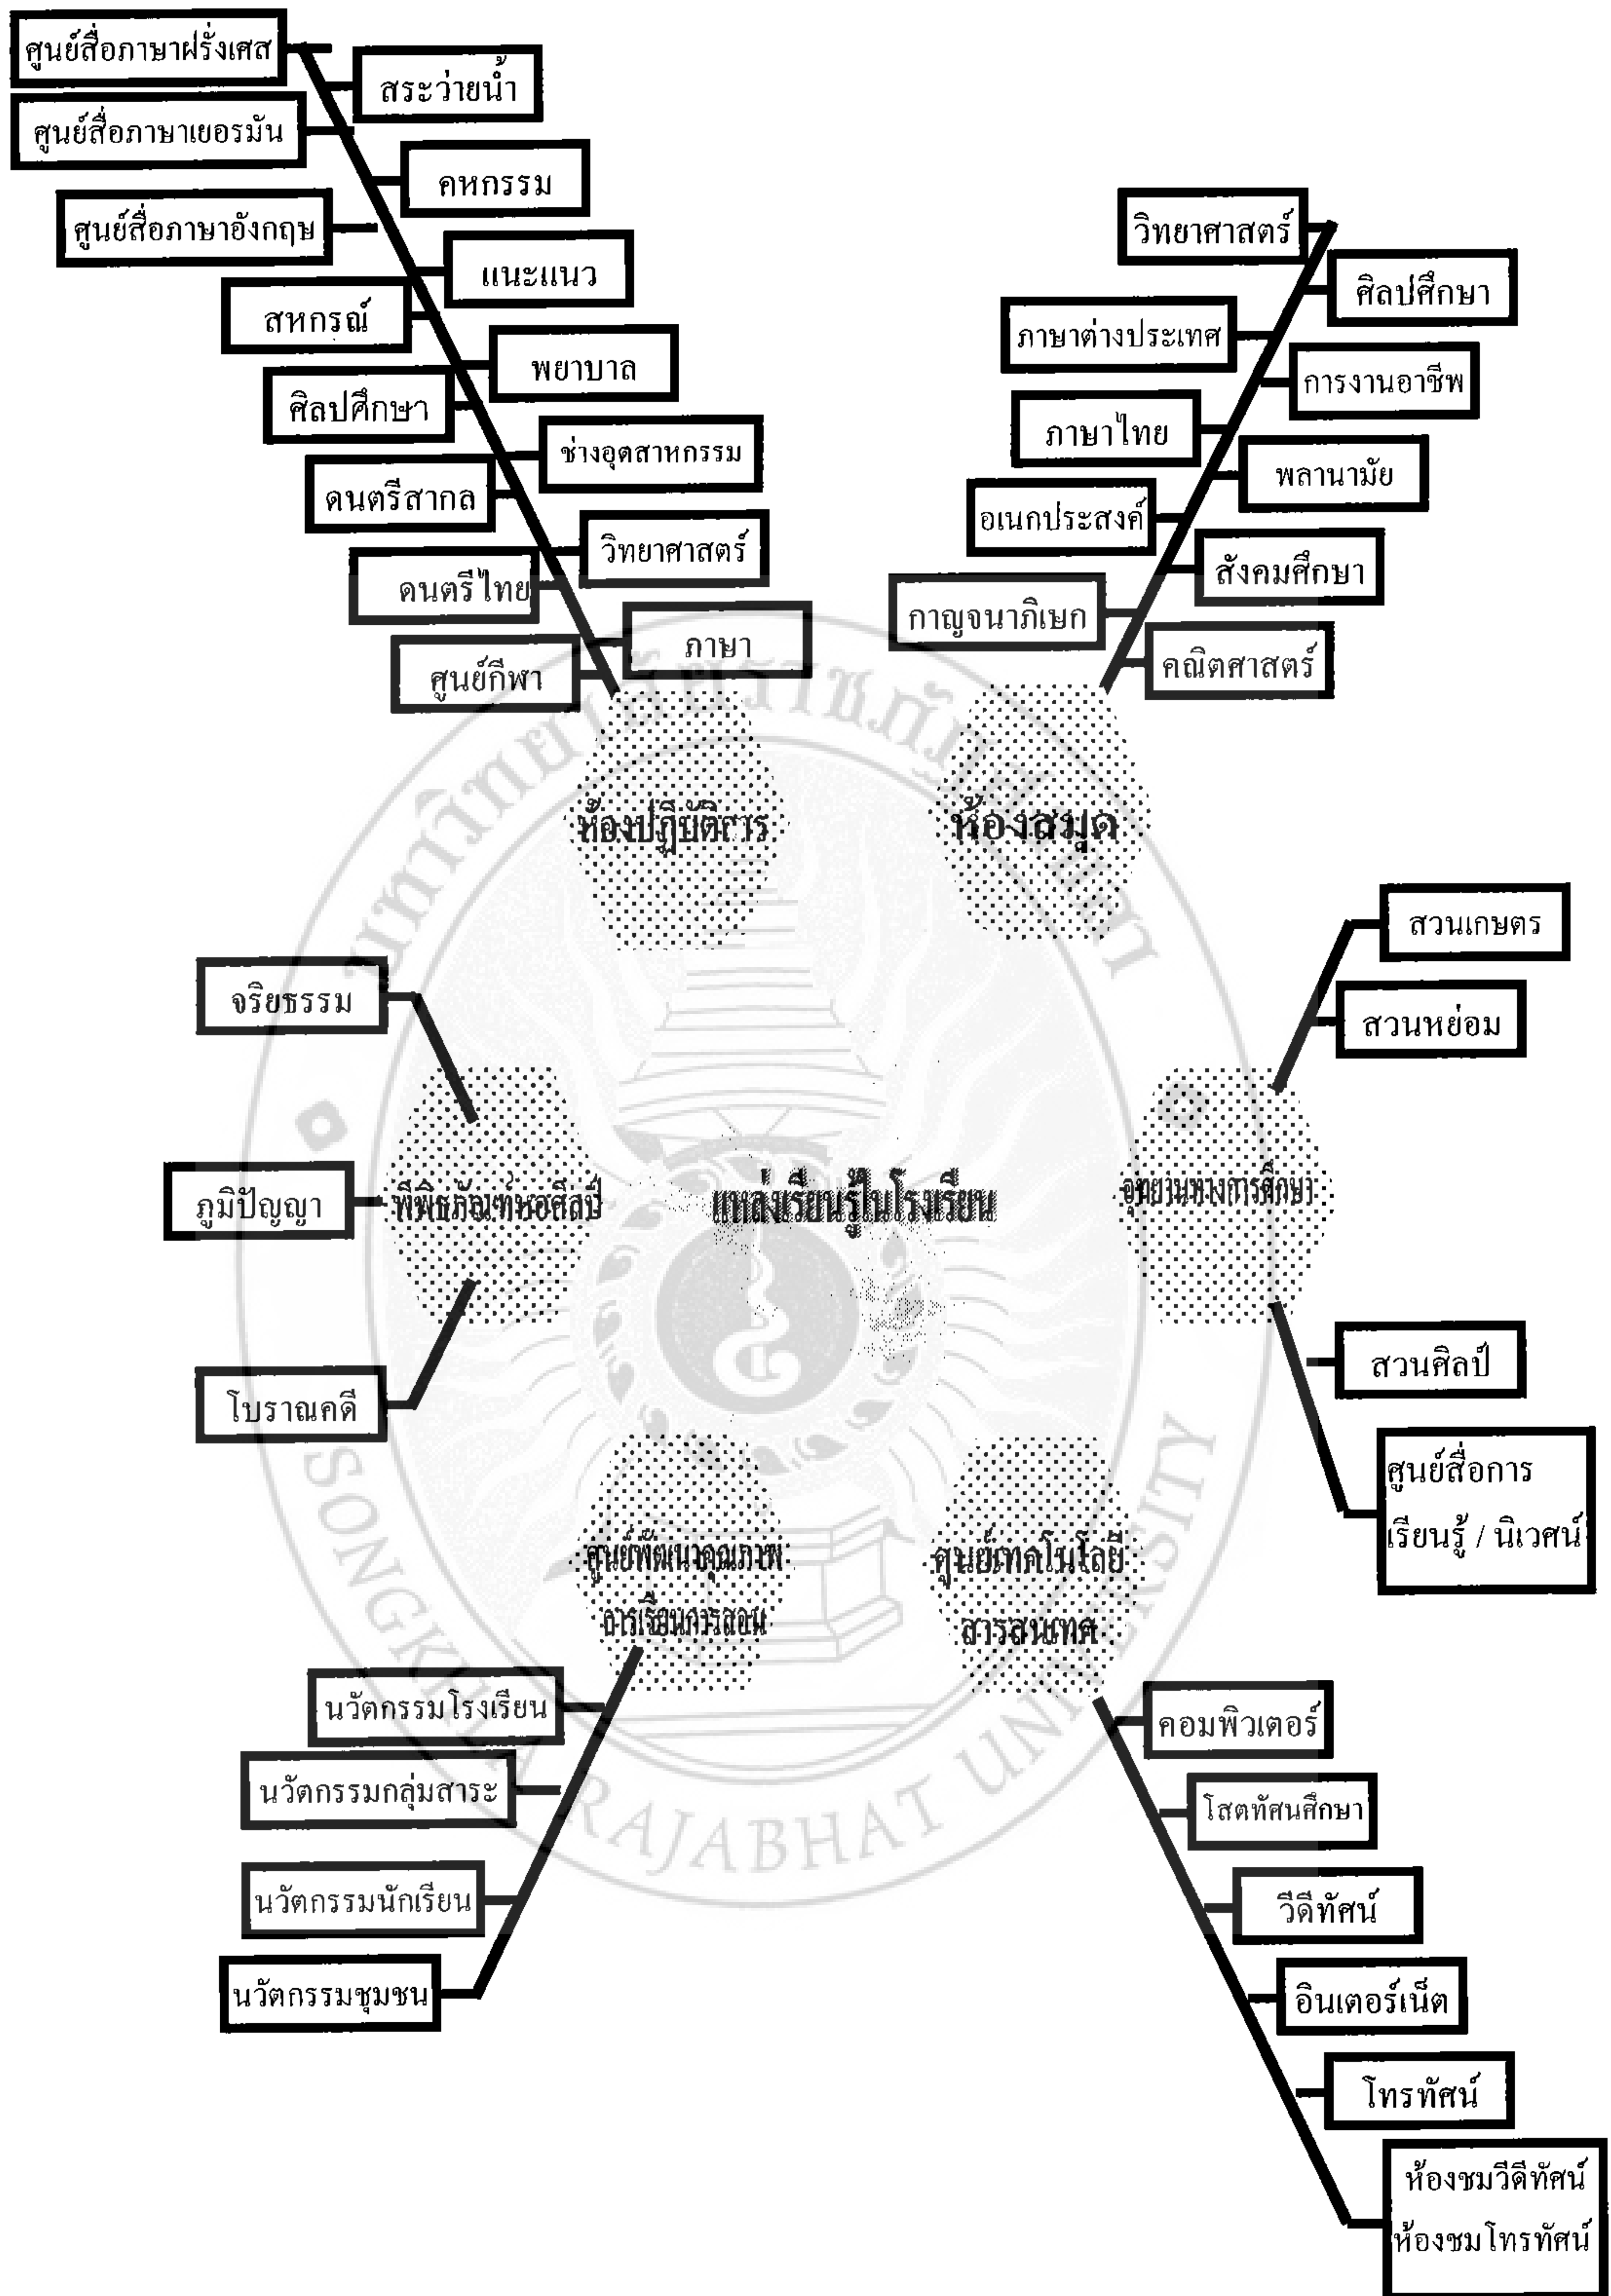 ศูนย์สื่อภาษาฝรั่งเศส
สระว่ายน้ำ
ศูนย์สื่อภาษาเยอรมัน
คหกรรม
ศูนย์สื่อภาษาอังกฤษ
แนะแนว
สหกรณ์
พยาบาล
ศิลปศึกษา
ช่างอุตสาหกรรม
ดนตรีสากล
วิทยาศาสตร์
ดนตรีไทย
ภาษา
ศูนย์กีฬา
ห้องปฏิบัติการ
วิทยาศาสตร์
ศิลปศึกษา
ภาษาต่างประเทศ
การงานอาชีพ
ภาษาไทย
พลานามัย
อเนกประสงค์
สังคมศึกษา
กาญจนาภิเษก
คณิตศาสตร์
ห้องสมุด
มหาวิทยาลัยราชภัฏสงขลา
จริยธรรม
ภูมิปัญญา
พิพิธภัณฑ์หอศิลป์
โบราณคดี
แหล่งเรียนรู้ในโรงเรียน
สวนเกษตร
สวนหย่อม
อุทยานทางการศึกษา
สวนศิลป์
ศูนย์สื่อการ
เรียนรู้ / นิเวศน์
ศูนย์พัฒนาคุณภาพ
การเรียนการสอน
นวัตกรรมโรงเรียน
นวัตกรรมกลุ่มสาระ
นวัตกรรมนักเรียน
นวัตกรรมชุมชน
ศูนย์เทคโนโลยี
สารสนเทศ
คอมพิวเตอร์
โสตทัศนศึกษา
วีดีทัศน์
อินเตอร์เน็ต
โทรทัศน์
ห้องชมวีดีทัศน์
ห้องชมโทรทัศน์
SONGKHLA RAJABHAT UNIVERSITY